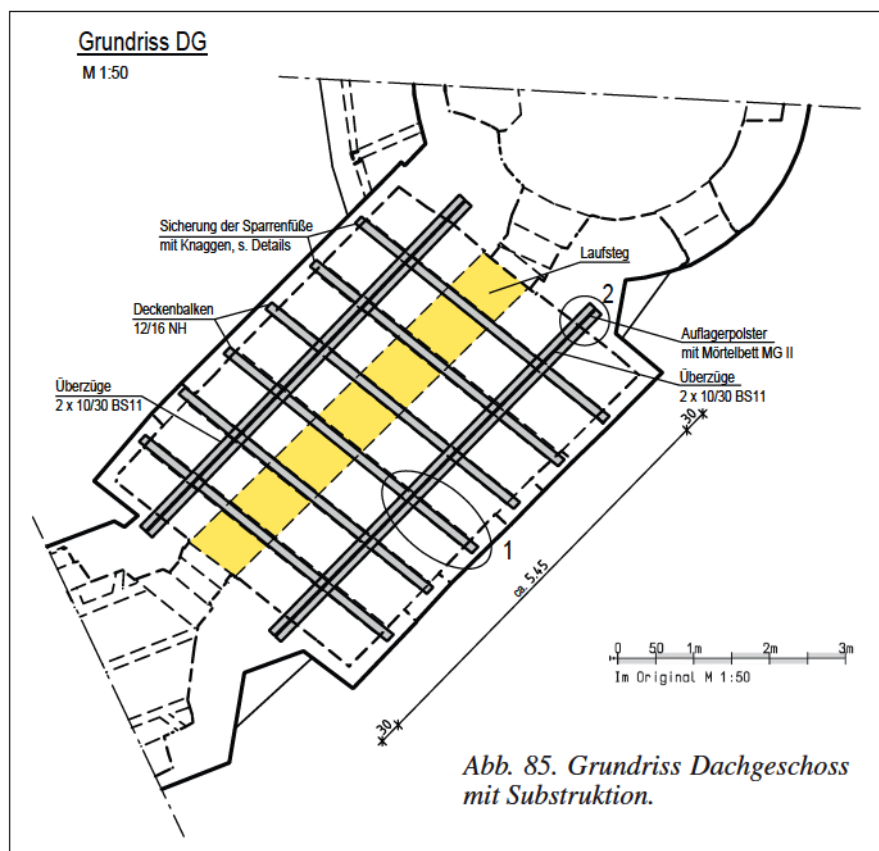 Grundriss DG
M 1:50
Sicherung der Sparrenfüße
mit Knaggen, s. Details
Laufsteg
2
Deckenbalken
12/16 NH
Auflagerpolster
mit Mörtelbett MG II
Überzüge
2 x 10/30 BS11
Überzüge
2 x 10/30 BS11
30
1
ca. 5.45
0 50 1m 2m 3m
Im Original M 1:50
30
Abb. 85. Grundriss Dachgeschoss
mit Substruktion.